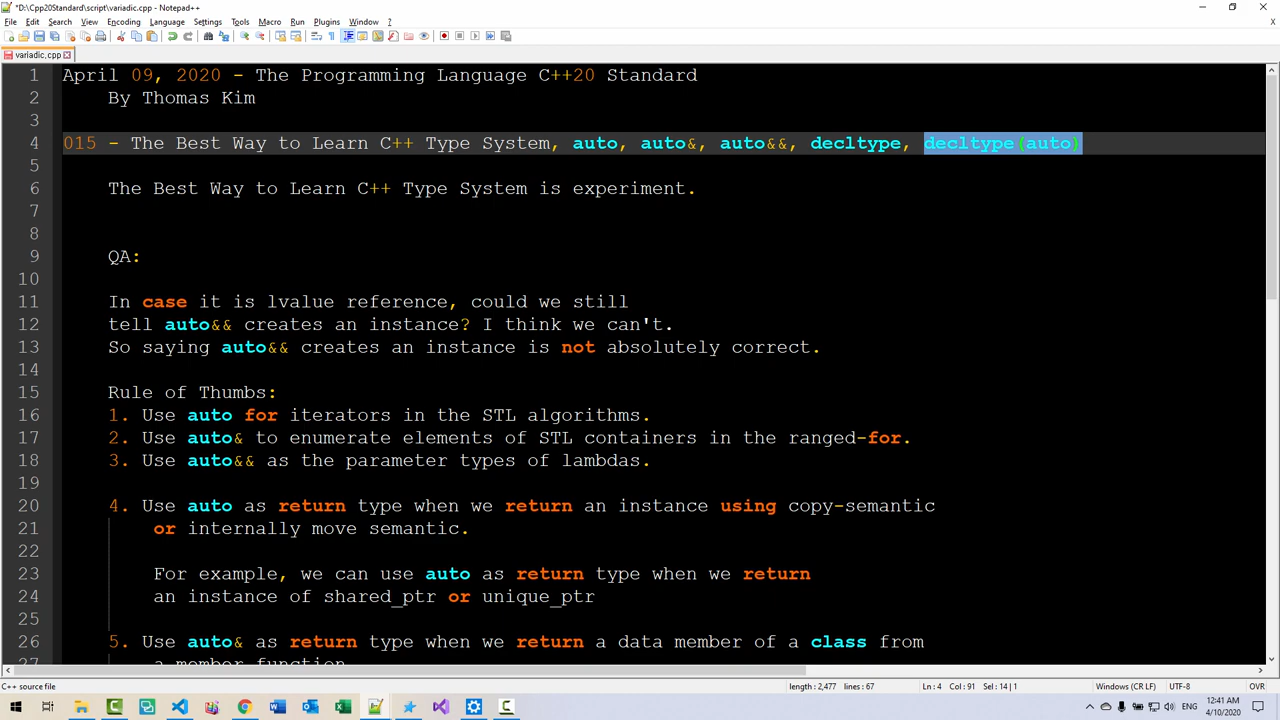 *D:\Cpp20Standard\script\variadic.cpp - Notepad++
File Edit Search View Encoding Language Settings Tools Macro Run Plugins Window ? X
variadic.cpp
1 April 09, 2020 - The Programming Language C++20 Standard
2 By Thomas Kim
3
4 015 - The Best Way to Learn C++ Type System, auto, auto&, auto&&, decltype, decltype(auto)
5
6 The Best Way to Learn C++ Type System is experiment.
7
8
9 QA:
10
11 In case it is lvalue reference, could we still
12 tell auto&& creates an instance? I think we can't.
13 So saying auto&& creates an instance is not absolutely correct.
14
15 Rule of Thumbs:
16 1. Use auto for iterators in the STL algorithms.
17 2. Use auto& to enumerate elements of STL containers in the ranged-for.
18 3. Use auto&& as the parameter types of lambdas.
19
20 4. Use auto as return type when we return an instance using copy-semantic
21 or internally move semantic.
22
23 For example, we can use auto as return type when we return
24 an instance of shared_ptr or unique_ptr
25
26 5. Use auto& as return type when we return a data member of a class from
27 a member function
C++ source file length : 2,477 lines : 67 Ln : 4 Col : 91 Sel : 14 | 1 Windows (CR LF) UTF-8 OVR
ENG 12:41 AM
4/10/2020